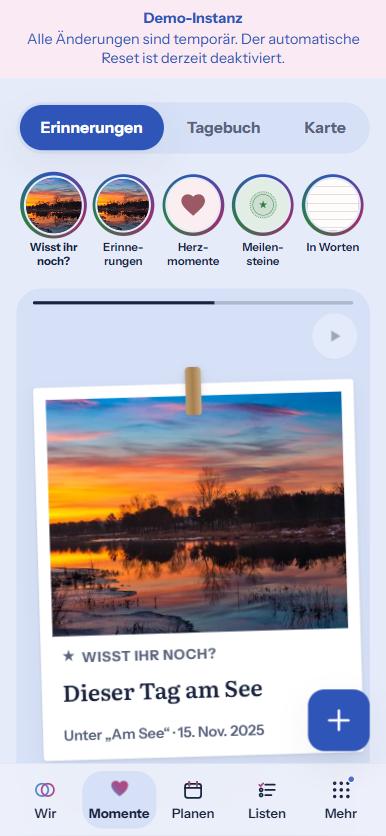 Demo-Instanz
Alle Änderungen sind temporär. Der automatische
Reset ist derzeit deaktiviert.
Erinnerungen Tagebuch Karte
Wisst ihr noch?
Erinne-rungen
Herz-momente
Meilen-steine
In Worten
WISST IHR NOCH?
Dieser Tag am See
Unter „Am See“ · 15. Nov. 2025
Wir Momente Planen Listen Mehr